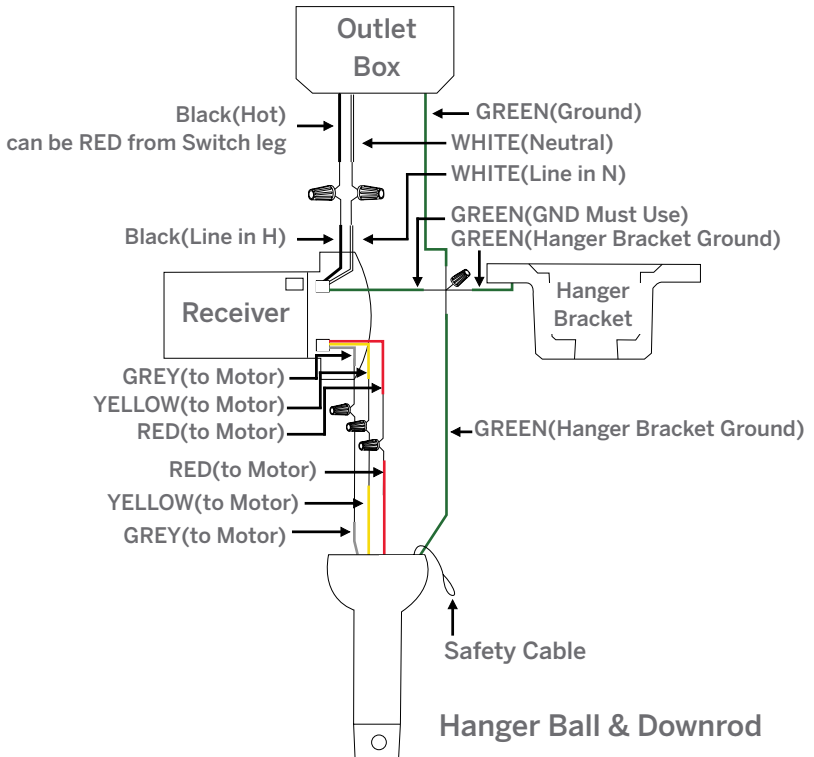 Outlet
Box
Black(Hot)
can be RED from Switch leg
GREEN(Ground)
WHITE(Neutral)
WHITE(Line in N)
GREEN(GND Must Use)
Black(Line in H)
GREEN(Hanger Bracket Ground)
Receiver
Hanger
Bracket
GREY(to Motor)
YELLOW(to Motor)
RED(to Motor)
GREEN(Hanger Bracket Ground)
RED(to Motor)
YELLOW(to Motor)
GREY(to Motor)
Safety Cable
Hanger Ball & Downrod